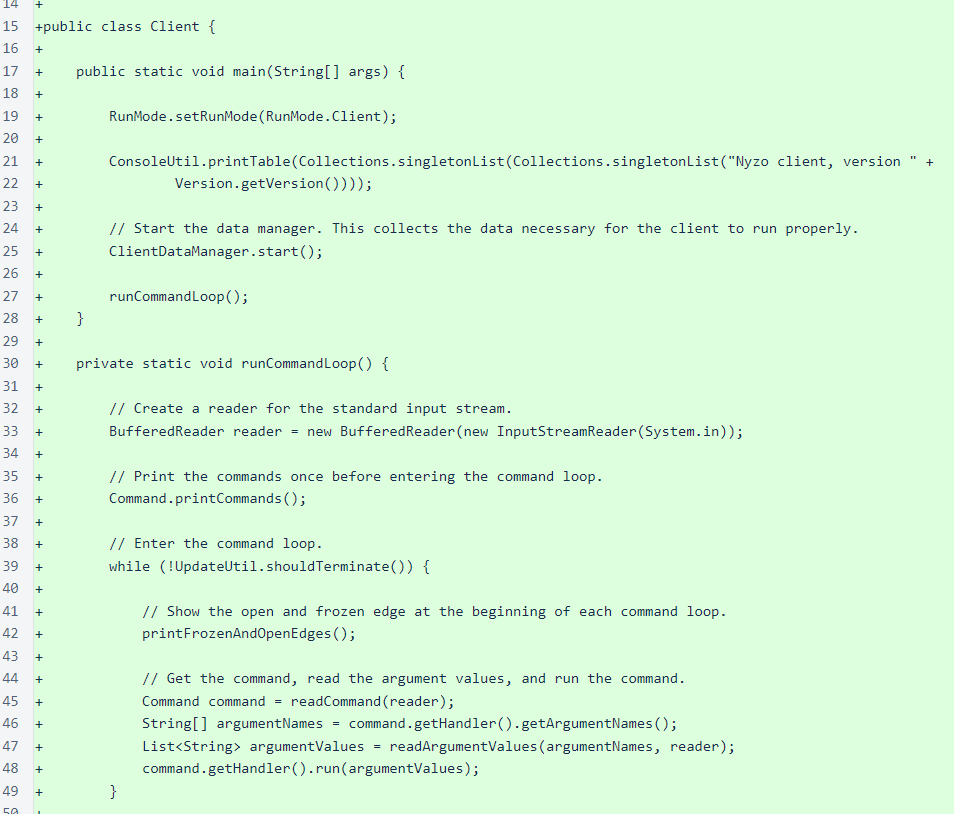 14 +
15 +public class Client {
16 +
17 +    public static void main(String[] args) {
18 +
19 +        RunMode.setRunMode(RunMode.Client);
20 +
21 +        ConsoleUtil.printTable(Collections.singletonList(Collections.singletonList("Nyzo client, version " +
22 +                Version.getVersion())));
23 +
24 +        // Start the data manager. This collects the data necessary for the client to run properly.
25 +        ClientDataManager.start();
26 +
27 +        runCommandLoop();
28 +    }
29 +
30 +    private static void runCommandLoop() {
31 +
32 +        // Create a reader for the standard input stream.
33 +        BufferedReader reader = new BufferedReader(new InputStreamReader(System.in));
34 +
35 +        // Print the commands once before entering the command loop.
36 +        Command.printCommands();
37 +
38 +        // Enter the command loop.
39 +        while (!UpdateUtil.shouldTerminate()) {
40 +
41 +            // Show the open and frozen edge at the beginning of each command loop.
42 +            printFrozenAndOpenEdges();
43 +
44 +            // Get the command, read the argument values, and run the command.
45 +            Command command = readCommand(reader);
46 +            String[] argumentNames = command.getHandler().getArgumentNames();
47 +            List<String> argumentValues = readArgumentValues(argumentNames, reader);
48 +            command.getHandler().run(argumentValues);
49 +        }
50 +